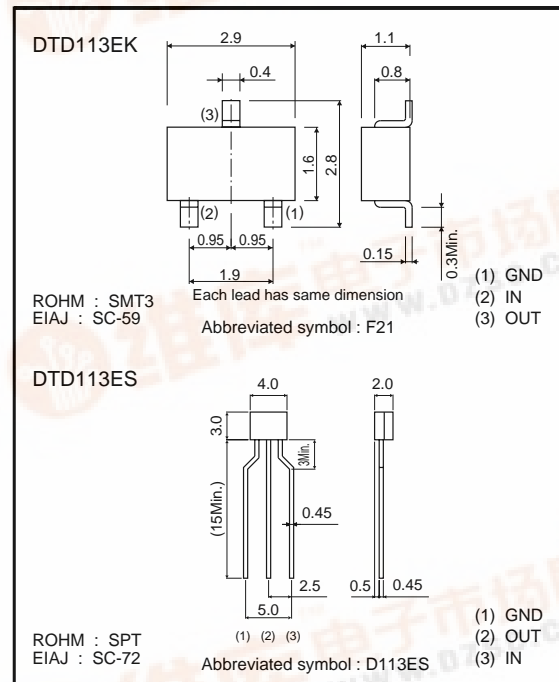 DTD113EK
2.9
1.1
0.4
0.8
(3)
1.6
2.8
(2)
(1)
0.95
0.95
0.15
0.3Min.
1.9
Each lead has same dimension
(1) GND
(2) IN
(3) OUT
ROHM : SMT3
EIAJ : SC-59
Abbreviated symbol : F21
DTD113ES
4.0
2.0
3.0
3Min.
(15Min.)
0.45
2.5
0.5
0.45
5.0
(1) (2) (3)
(1) GND
(2) OUT
(3) IN
ROHM : SPT
EIAJ : SC-72
Abbreviated symbol : D113ES